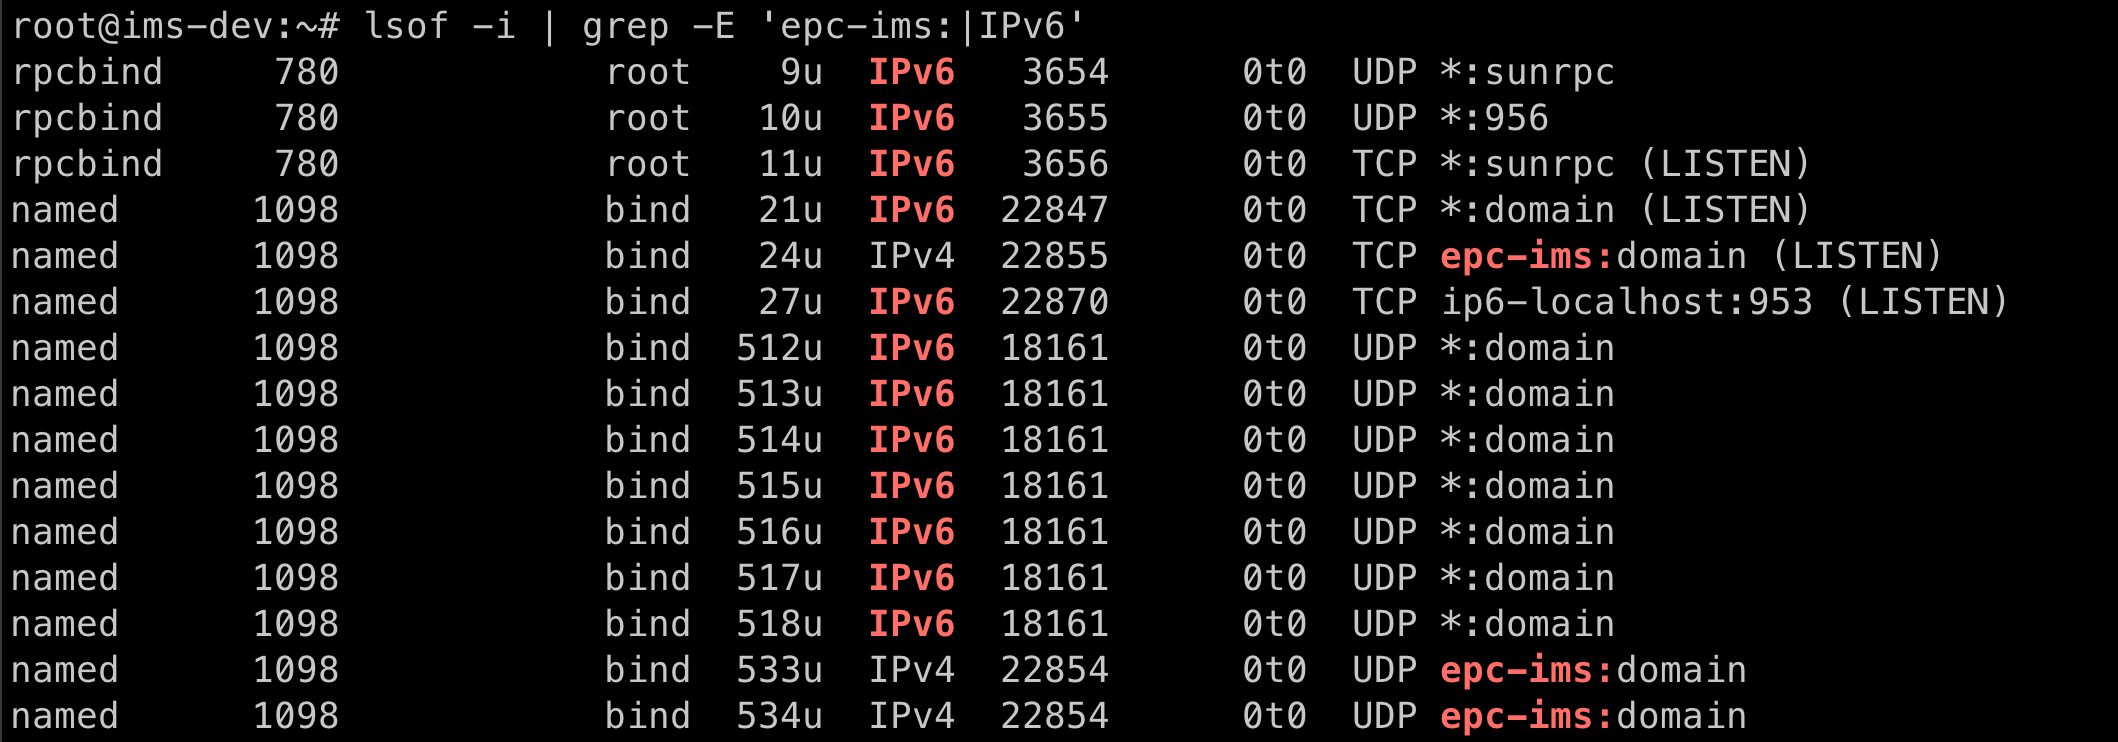 root@ims-dev:~# lsof -i | grep -E 'epc-ims:|IPv6'
rpcbind     780            root    9u  IPv6   3654      0t0  UDP *:sunrpc
rpcbind     780            root   10u  IPv6   3655      0t0  UDP *:956
rpcbind     780            root   11u  IPv6   3656      0t0  TCP *:sunrpc (LISTEN)
named      1098            bind   21u  IPv6  22847      0t0  TCP *:domain (LISTEN)
named      1098            bind   24u  IPv4  22855      0t0  TCP epc-ims:domain (LISTEN)
named      1098            bind   27u  IPv6  22870      0t0  TCP ip6-localhost:953 (LISTEN)
named      1098            bind  512u  IPv6  18161      0t0  UDP *:domain
named      1098            bind  513u  IPv6  18161      0t0  UDP *:domain
named      1098            bind  514u  IPv6  18161      0t0  UDP *:domain
named      1098            bind  515u  IPv6  18161      0t0  UDP *:domain
named      1098            bind  516u  IPv6  18161      0t0  UDP *:domain
named      1098            bind  517u  IPv6  18161      0t0  UDP *:domain
named      1098            bind  518u  IPv6  18161      0t0  UDP *:domain
named      1098            bind  533u  IPv4  22854      0t0  UDP epc-ims:domain
named      1098            bind  534u  IPv4  22854      0t0  UDP epc-ims:domain